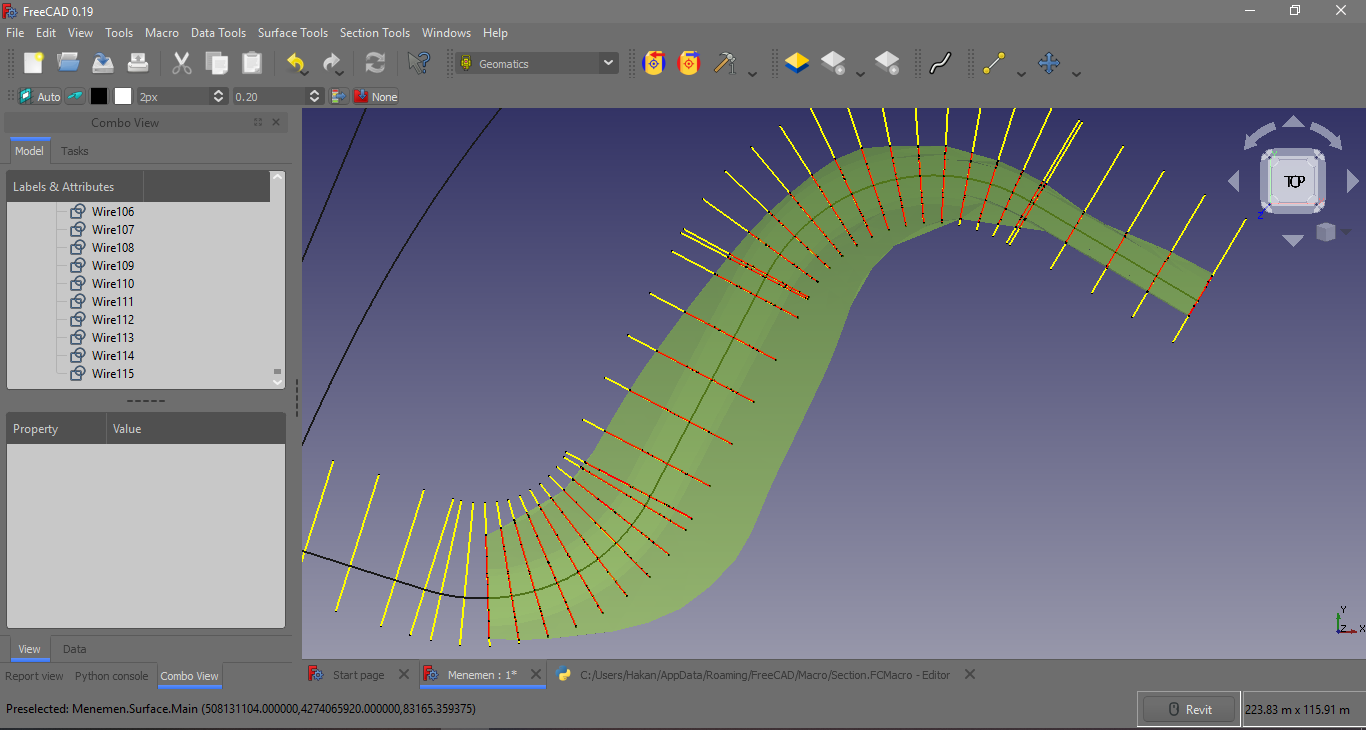 FreeCAD 0.19
File Edit View Tools Macro Data Tools Surface Tools Section Tools Windows Help
Geomatics
Auto 2px 0.20 None
Combo View
Model Tasks
Labels & Attributes
Wire106
Wire107
Wire108
Wire109
Wire110
Wire111
Wire112
Wire113
Wire114
Wire115
Property Value
TOP
Z
Y
Z X
View Data
Report view Python console Combo View
Start page Menemen : 1* C:/Users/Hakan/AppData/Roaming/FreeCAD/Macro/Section.FCMacro - Editor
Preselected: Menemen.Surface.Main (508131104.000000,4274065920.000000,83165.359375) Revit 223.83 m x 115.91 m